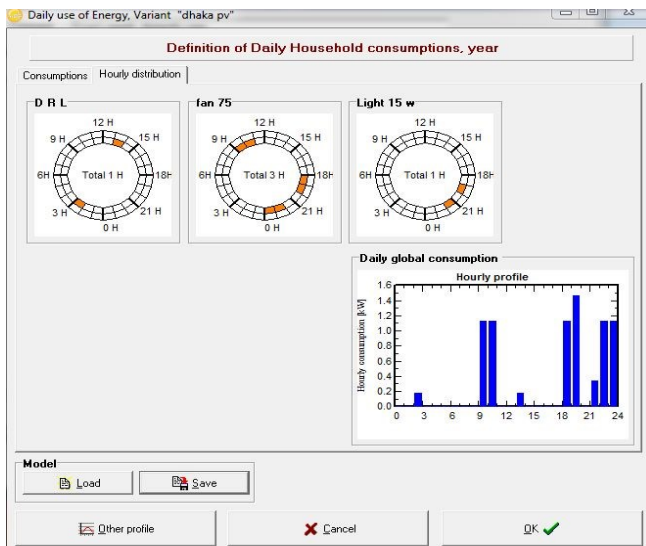 Daily use of Energy, Variant "dhaka pv"
Definition of Daily Household consumptions, year
Consumptions Hourly distribution
D R L
12 H
9 H 15 H
6H Total 1 H 18H
3 H 21 H
0 H
fan 75
12 H
9 H 15 H
6H Total 3 H 18H
3 H 21 H
0 H
Light 15 w
12 H
9 H 15 H
6H Total 1 H 18H
3 H 21 H
0 H
Daily global consumption
Hourly profile
Hourly consumption [kW]
1.6
1.4
1.2
1.0
0.8
0.6
0.4
0.2
0.0
0 3 6 9 12 15 18 21 24
Model
Load Save
Other profile Cancel OK